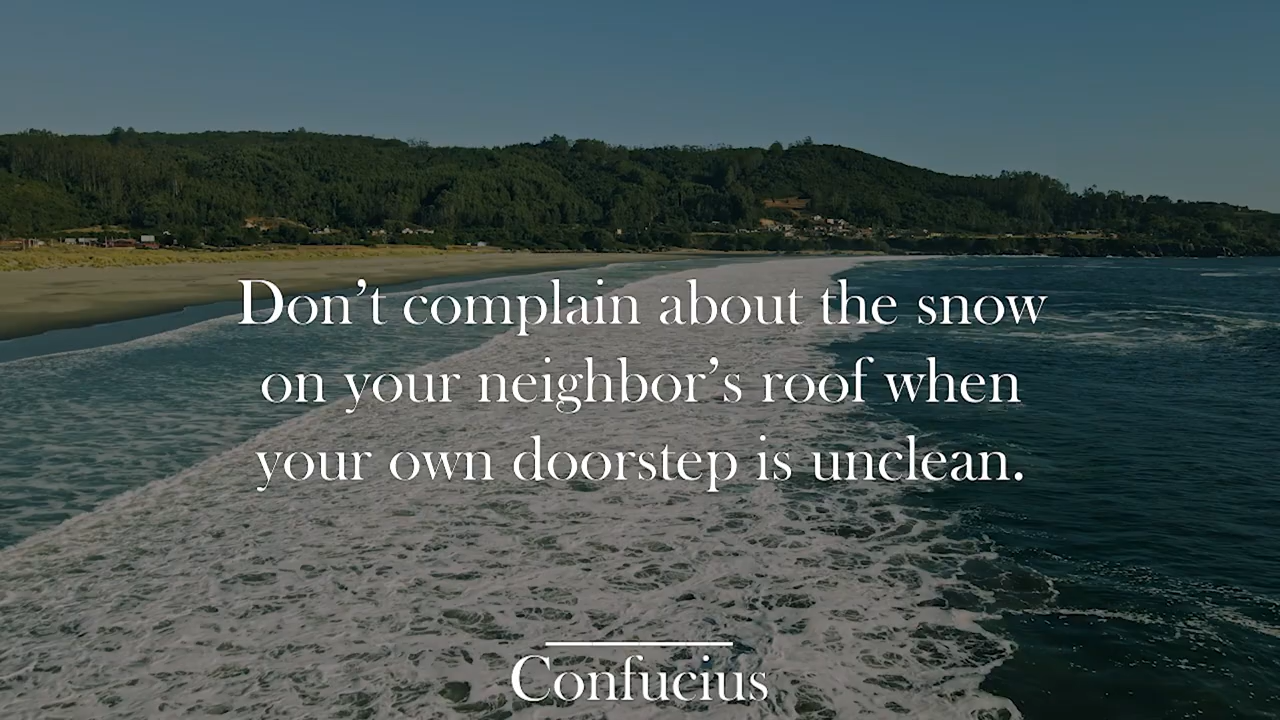 Don’t complain about the snow
on your neighbor’s roof when
your own doorstep is unclean.
Confucius